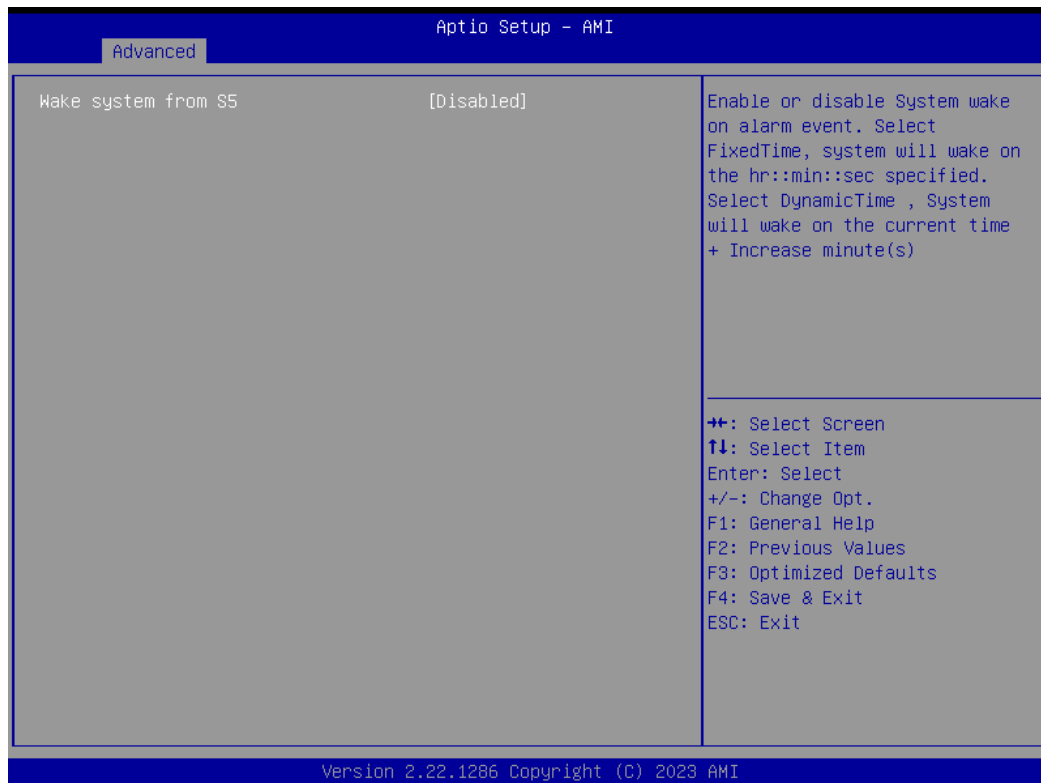 Aptio Setup – AMI
Advanced
Wake system from S5 [Disabled]
Enable or disable System wake
on alarm event. Select
FixedTime, system will wake on
the hr::min::sec specified.
Select DynamicTime , System
will wake on the current time
+ Increase minute(s)
→←: Select Screen
↑↓: Select Item
Enter: Select
+/-: Change Opt.
F1: General Help
F2: Previous Values
F3: Optimized Defaults
F4: Save & Exit
ESC: Exit
Version 2.22.1286 Copyright (C) 2023 AMI